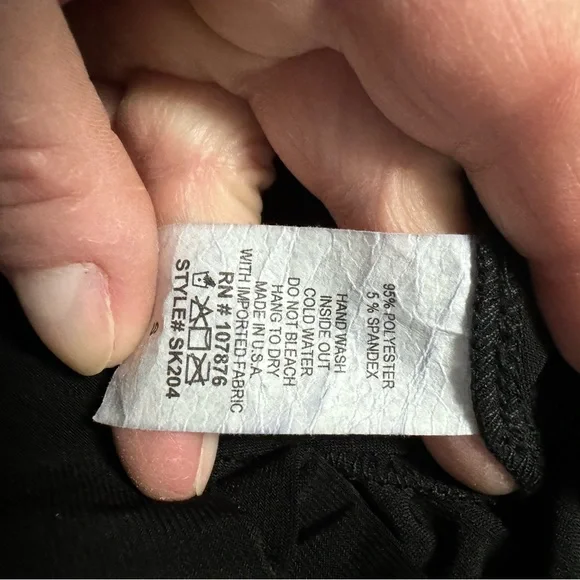 95% POLYESTER
5% SPANDEX
HAND WASH
INSIDE OUT
COLD WATER
DO NOT BLEACH
HANG TO DRY
MADE IN U.S.A.
WITH IMPORTED FABRIC
RN # 107876
STYLE# SK204